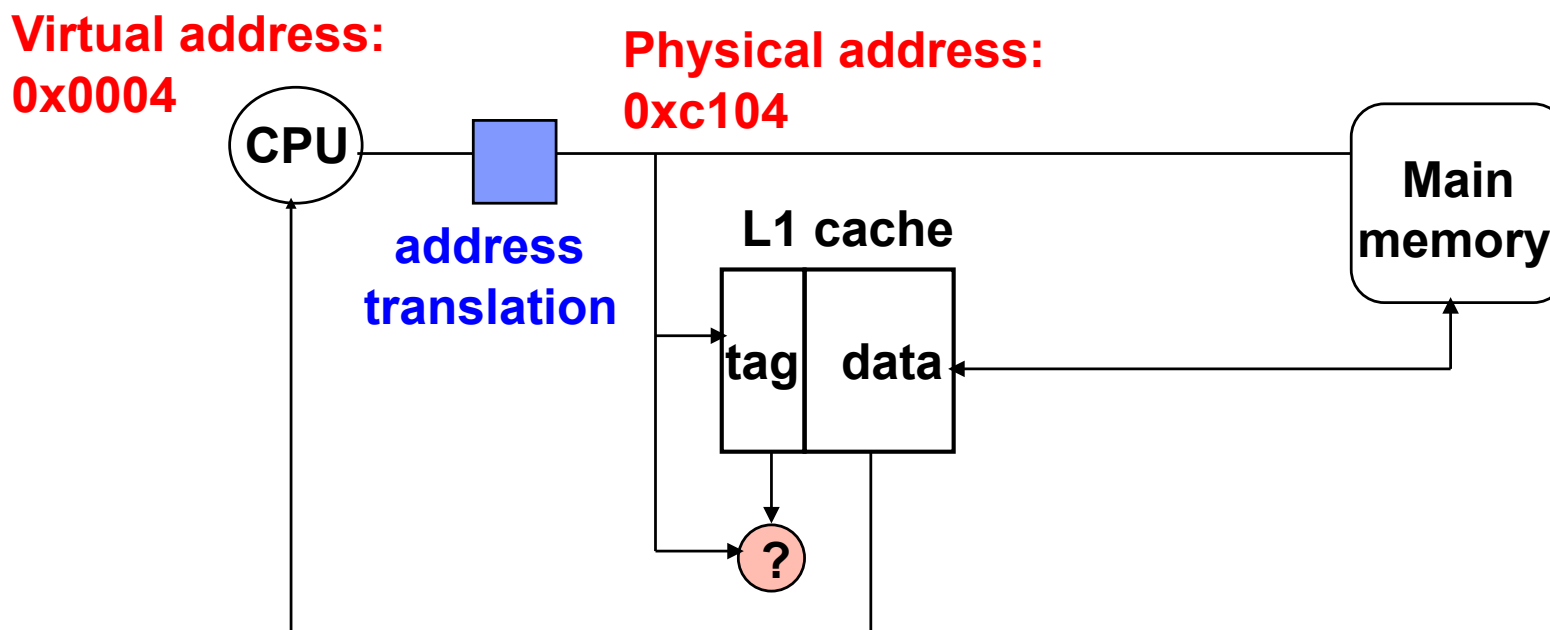 Virtual address:
0x0004
Physical address:
0xc104
CPU
Main
memory
L1 cache
address
translation
tag
data
?